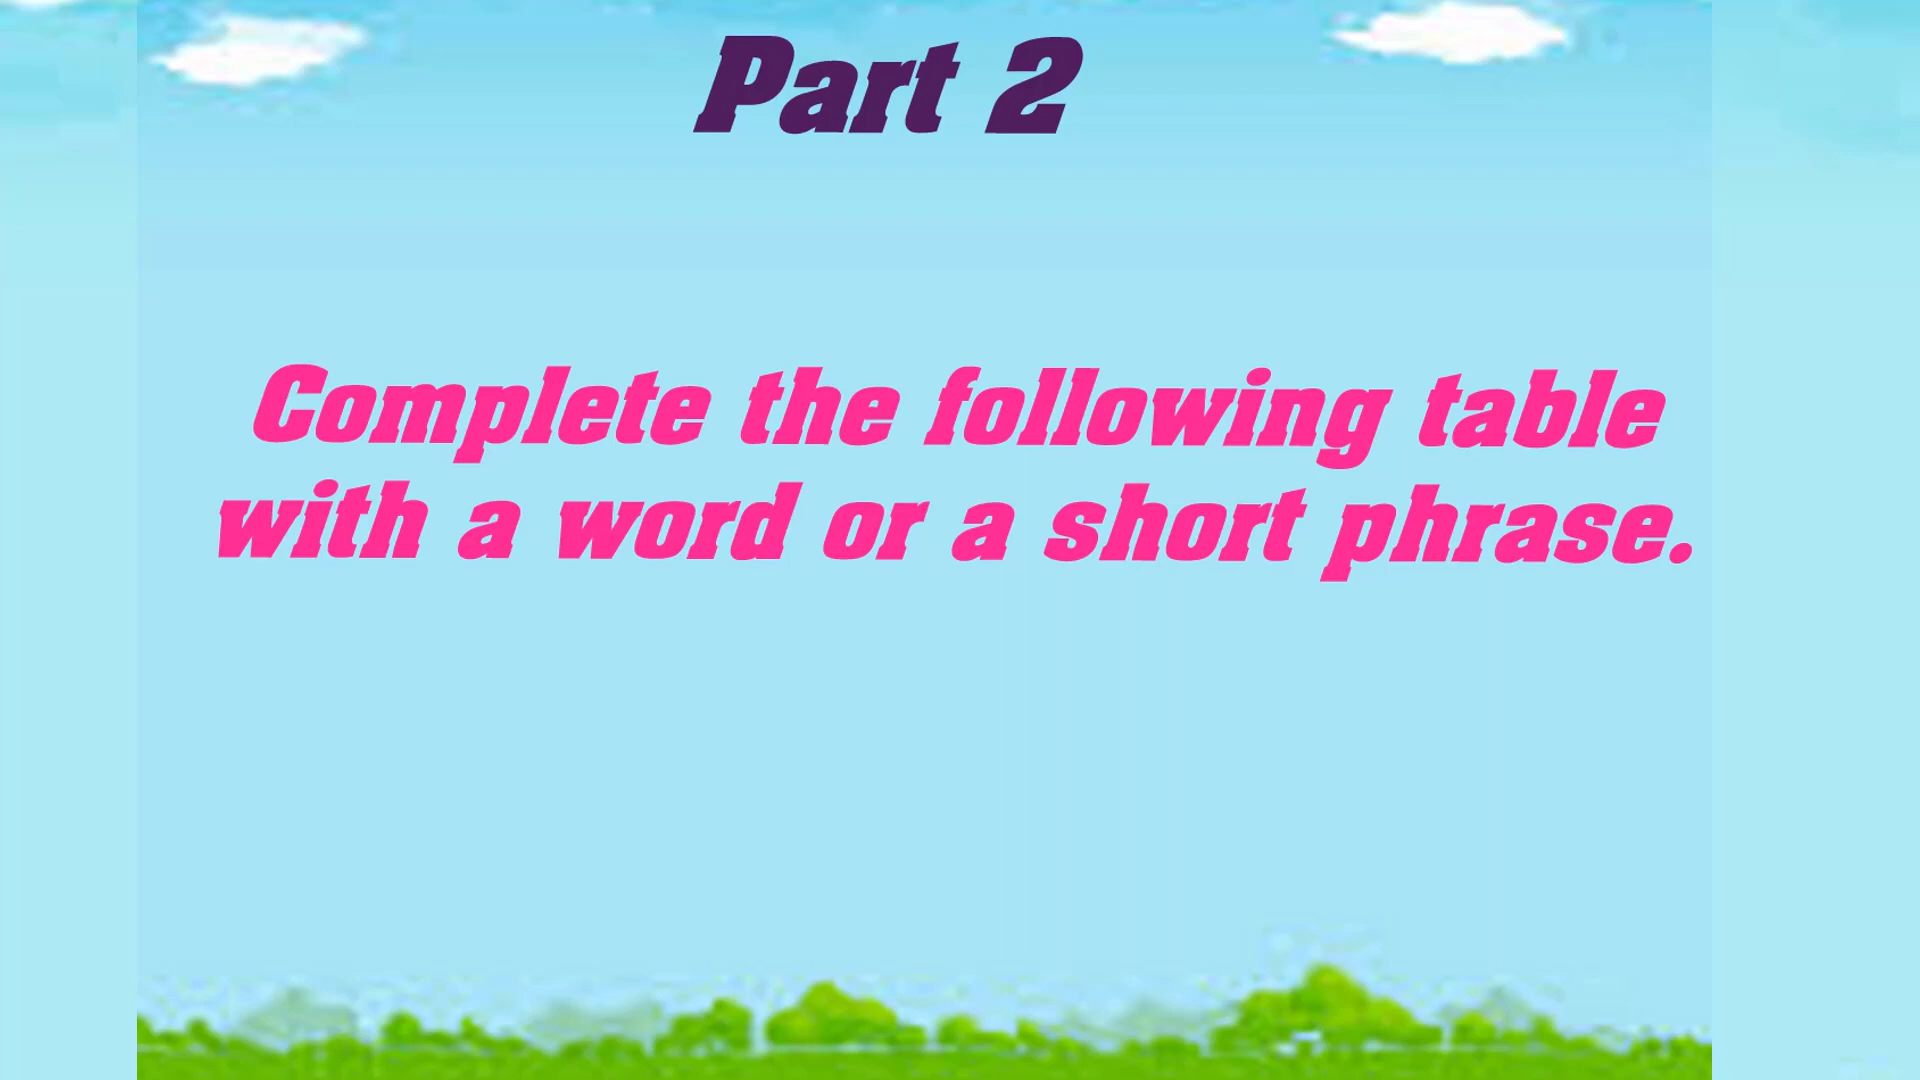 Part 2
Complete the following table
with a word or a short phrase.